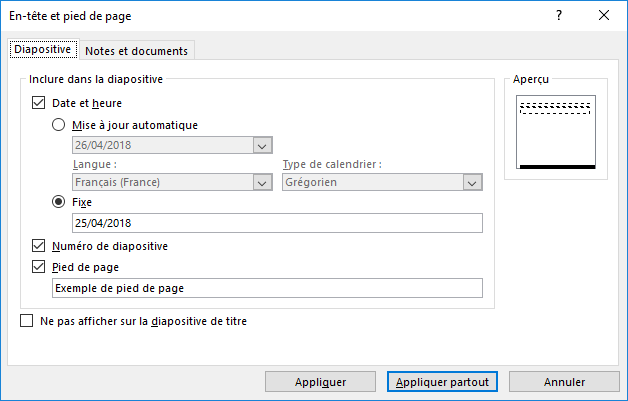 En-tête et pied de page
Diapositive Notes et documents
Inclure dans la diapositive
Aperçu
Date et heure
Mise à jour automatique
26/04/2018
Langue : Type de calendrier :
Français (France) Grégorien
Fixe
25/04/2018
Numéro de diapositive
Pied de page
Exemple de pied de page
Ne pas afficher sur la diapositive de titre
Appliquer Appliquer partout Annuler